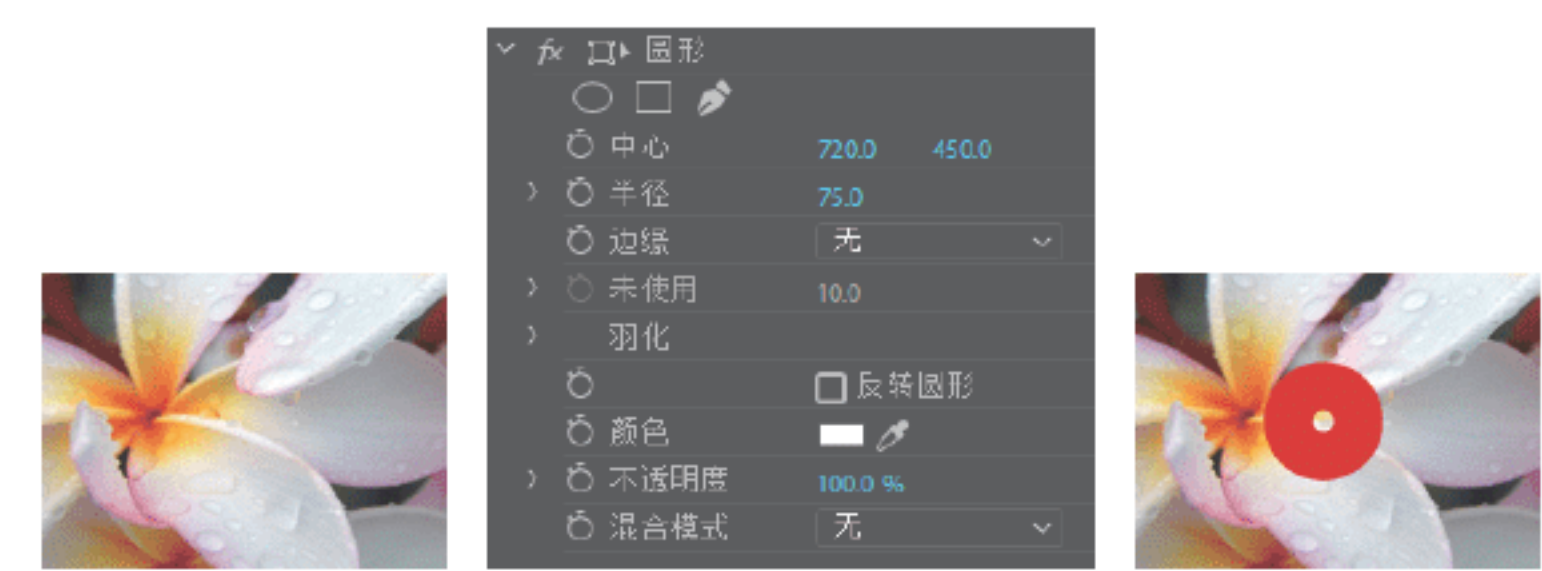 fx 圆形
中心 720.0 450.0
半径 75.0
边缘 无
未使用 10.0
羽化
反转圆形
颜色
不透明度 100.0 %
混合模式 无